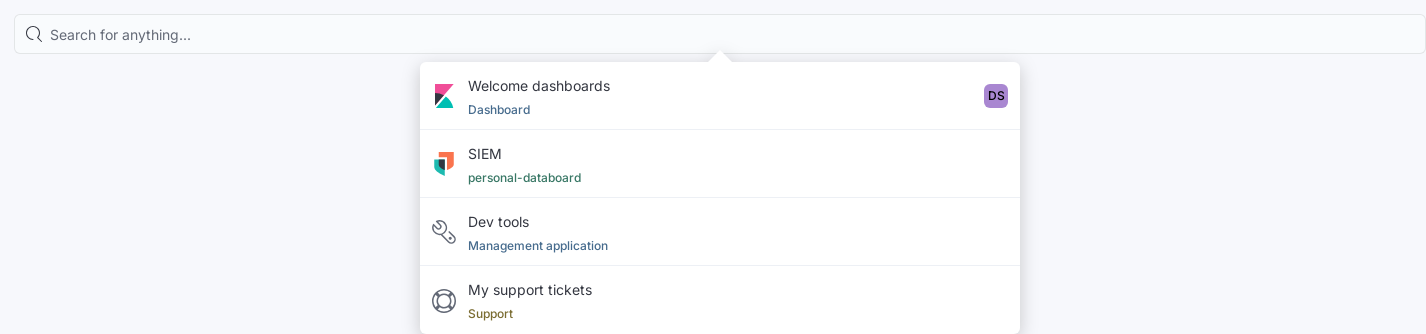 Search for anything...
Welcome dashboards
DS
Dashboard
SIEM
personal-databoard
Dev tools
Management application
My support tickets
Support